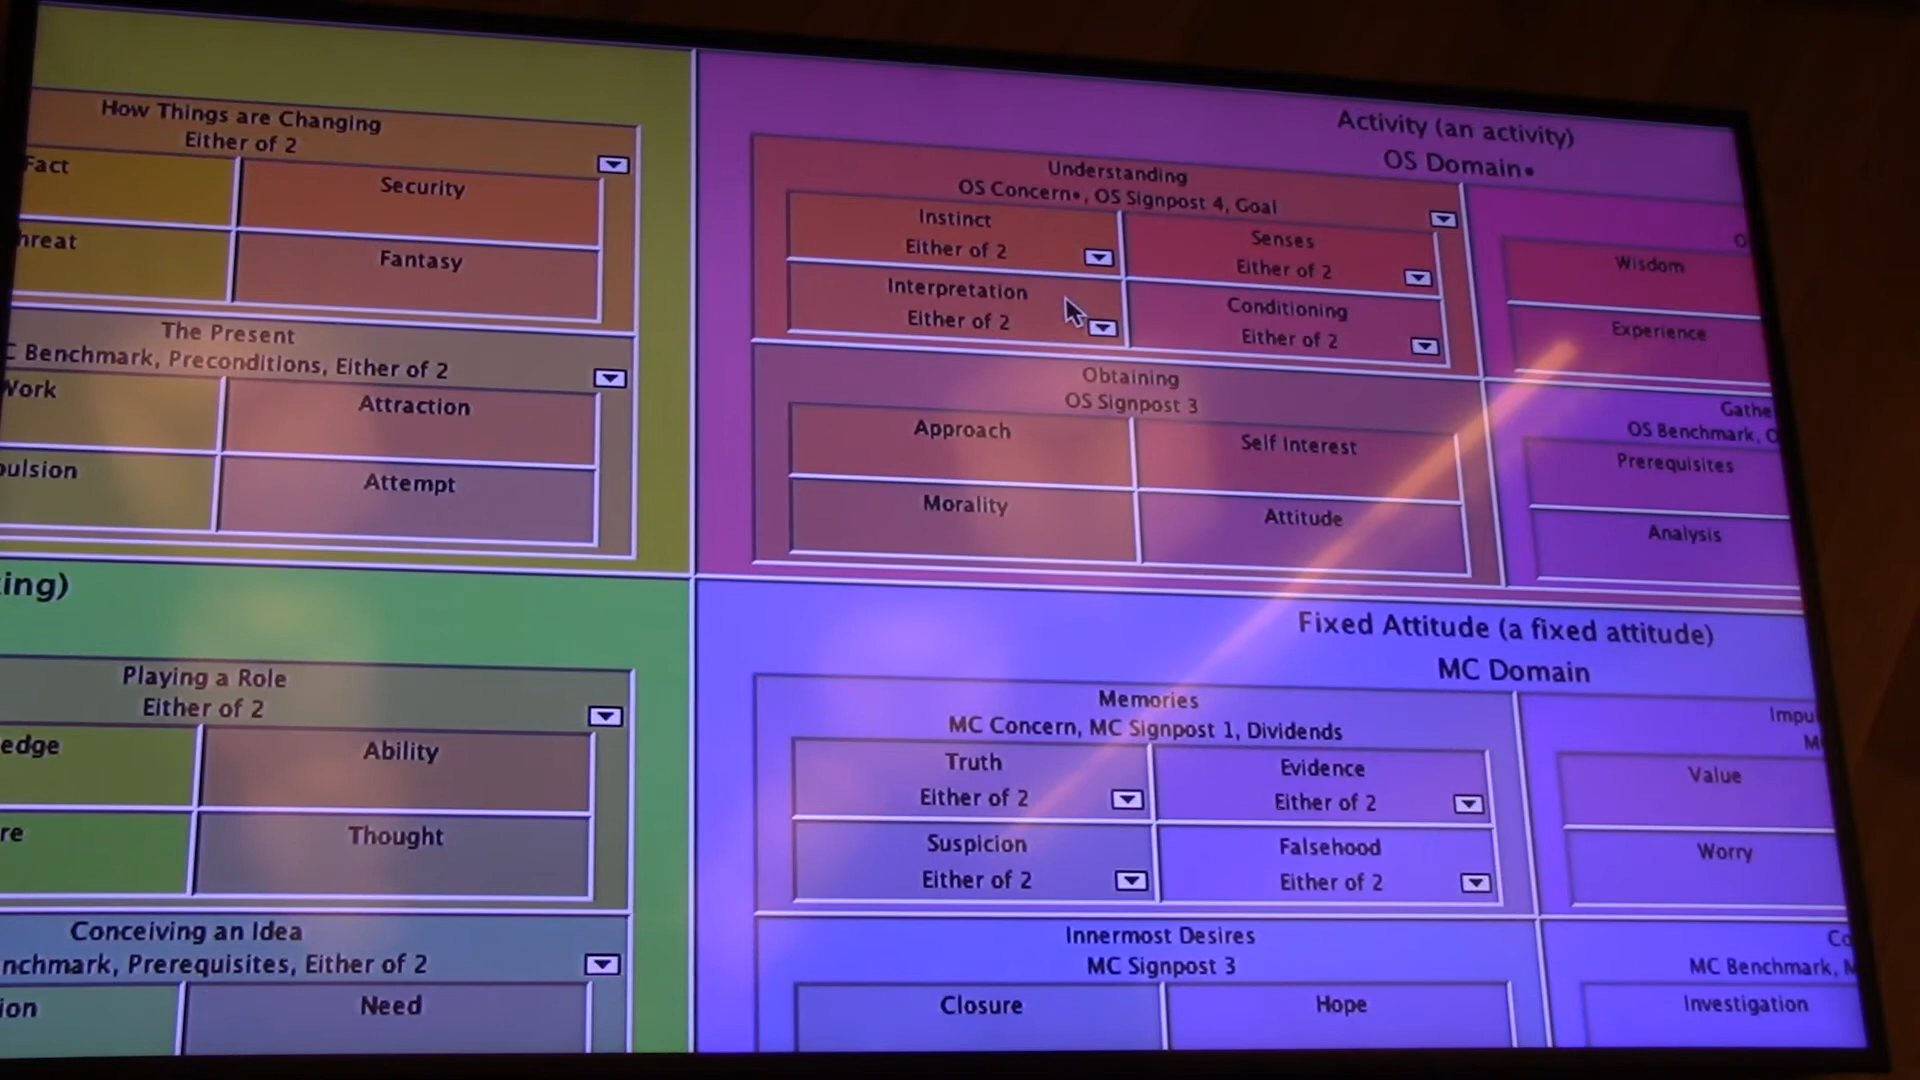 How Things are Changing
Either of 2
Fact
Security
hreat
Fantasy
The Present
C Benchmark, Preconditions, Either of 2
Work
Attraction
pulsion
Attempt
Activity (an activity)
OS Domain•
Understanding
OS Concern•, OS Signpost 4, Goal
Instinct
Either of 2
Senses
Either of 2
Interpretation
Either of 2
Conditioning
Either of 2
Wisdom
Experience
Obtaining
OS Signpost 3
Approach
Self Interest
Morality
Attitude
Gathe
OS Benchmark,
Prerequisites
Analysis
ing)
Playing a Role
Either of 2
edge
Ability
re
Thought
Conceiving an Idea
nchmark, Prerequisites, Either of 2
ion
Need
Fixed Attitude (a fixed attitude)
MC Domain
Memories
MC Concern, MC Signpost 1, Dividends
Truth
Either of 2
Evidence
Either of 2
Suspicion
Either of 2
Falsehood
Either of 2
Impu
Value
Worry
Innermost Desires
MC Signpost 3
Closure
Hope
Co
MC Benchmark,
Investigation